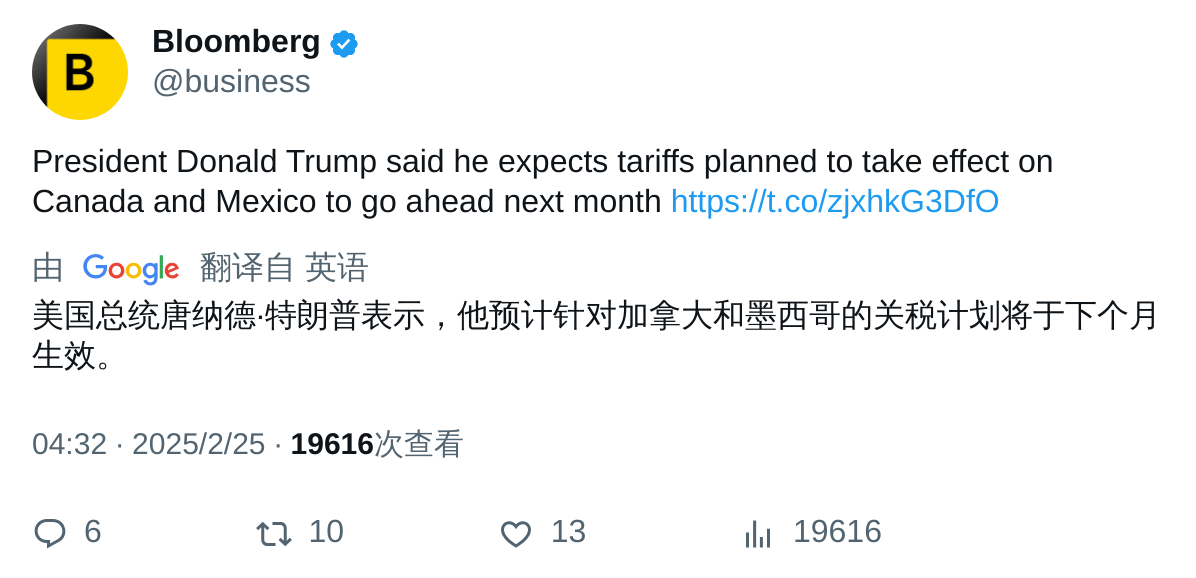 B
Bloomberg
@business
President Donald Trump said he expects tariffs planned to take effect on
Canada and Mexico to go ahead next month https://t.co/zjxhkG3DfO
由 Google 翻译自 英语
美国总统唐纳德·特朗普表示，他预计针对加拿大和墨西哥的关税计划将于下个月
生效。
04:32 · 2025/2/25 · 19616次查看
6 10 13 19616